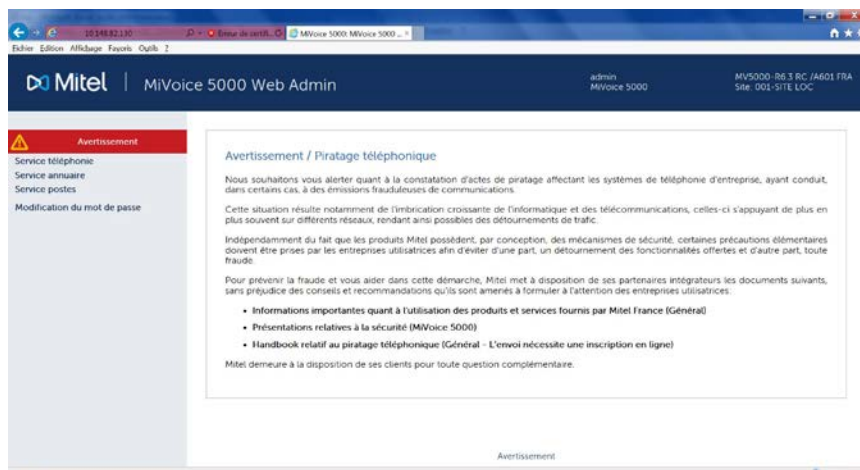 10.148.82.130
Erreur de certifi...
MiVoice 5000: MiVoice 5000 ...
Fichier Edition Affichage Favoris Outils ?
Mitel | MiVoice 5000 Web Admin
admin
MiVoice 5000
MV5000-R6.3 RC /A601 FRA
Site: 001-SITE LOC
Avertissement
Service téléphonie
Service annuaire
Service postes
Modification du mot de passe
Avertissement / Piratage téléphonique
Nous souhaitons vous alerter quant à la constatation d'actes de piratage affectant les systèmes de téléphonie d'entreprise, ayant conduit,
dans certains cas, à des émissions frauduleuses de communications.
Cette situation résulte notamment de l'imbrication croissante de l'informatique et des télécommunications, celles-ci s'appuyant de plus en
plus souvent sur différents réseaux, rendant ainsi possibles des détournements de trafic.
Indépendamment du fait que les produits Mitel possèdent, par conception, des mécanismes de sécurité, certaines précautions élémentaires
doivent être prises par les entreprises utilisatrices afin d'éviter d'une part, un détournement des fonctionnalités offertes et d'autre part, toute
fraude.
Pour prévenir la fraude et vous aider dans cette démarche, Mitel met à disposition de ses partenaires intégrateurs les documents suivants,
sans préjudice des conseils et recommandations qu'ils sont amenés à formuler à l'attention des entreprises utilisatrices:
• Informations importantes quant à l'utilisation des produits et services fournis par Mitel France (Général)
• Présentations relatives à la sécurité (MiVoice 5000)
• Handbook relatif au piratage téléphonique (Général - L'envoi nécessite une inscription en ligne)
Mitel demeure à la disposition de ses clients pour toute question complémentaire.
Avertissement